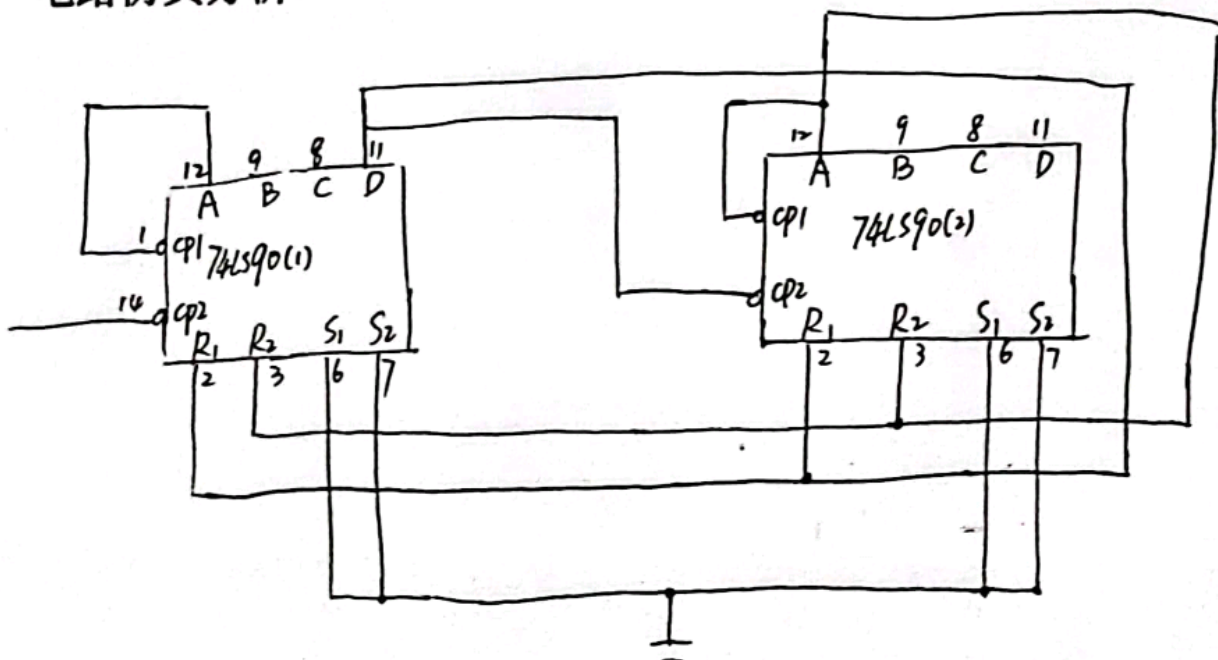 12 9 8 11
A B C D
1 cp1
74LS90(1)
14 cp2
R1 R2 S1 S2
2 3 6 7
12 9 8 11
A B C D
cp1
74LS90(2)
cp2
R1 R2 S1 S2
2 3 6 7